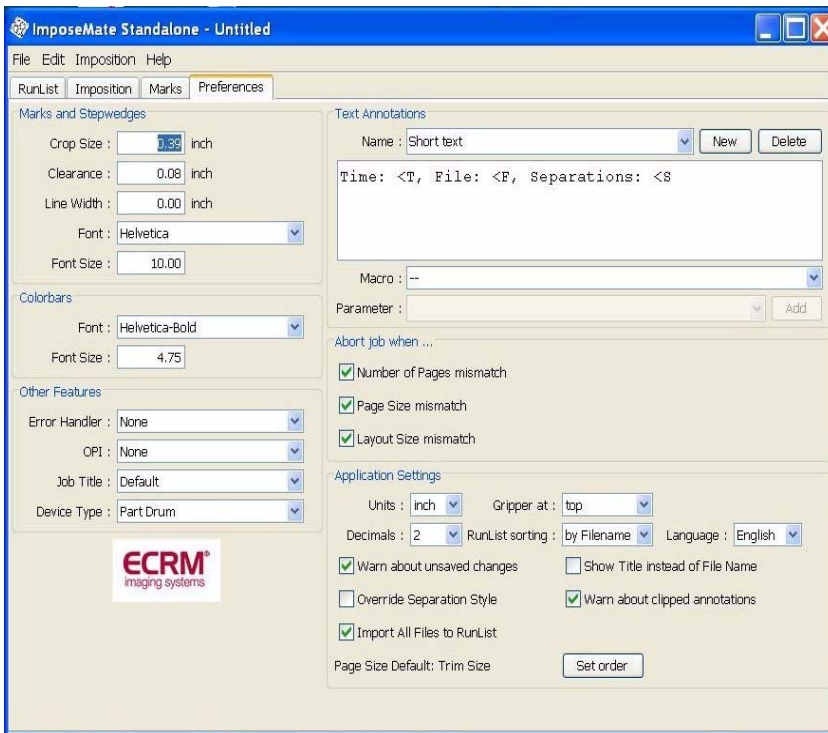 ImposeMate Standalone - Untitled
File Edit Imposition Help
RunList Imposition Marks Preferences
Marks and Stepwedges
Crop Size : 0.39 inch
Clearance : 0.08 inch
Line Width : 0.00 inch
Font : Helvetica
Font Size : 10.00
Colorbars
Font : Helvetica-Bold
Font Size : 4.75
Other Features
Error Handler : None
OPI : None
Job Title : Default
Device Type : Part Drum
ECRM®
imaging systems
Text Annotations
Name : Short text New Delete
Time: <T, File: <F, Separations: <S
Macro : --
Parameter : Add
Abort job when ...
Number of Pages mismatch
Page Size mismatch
Layout Size mismatch
Application Settings
Units : inch Gripper at : top
Decimals : 2 RunList sorting : by Filename Language : English
Warn about unsaved changes Show Title instead of File Name
Override Separation Style Warn about clipped annotations
Import All Files to RunList
Page Size Default: Trim Size Set order